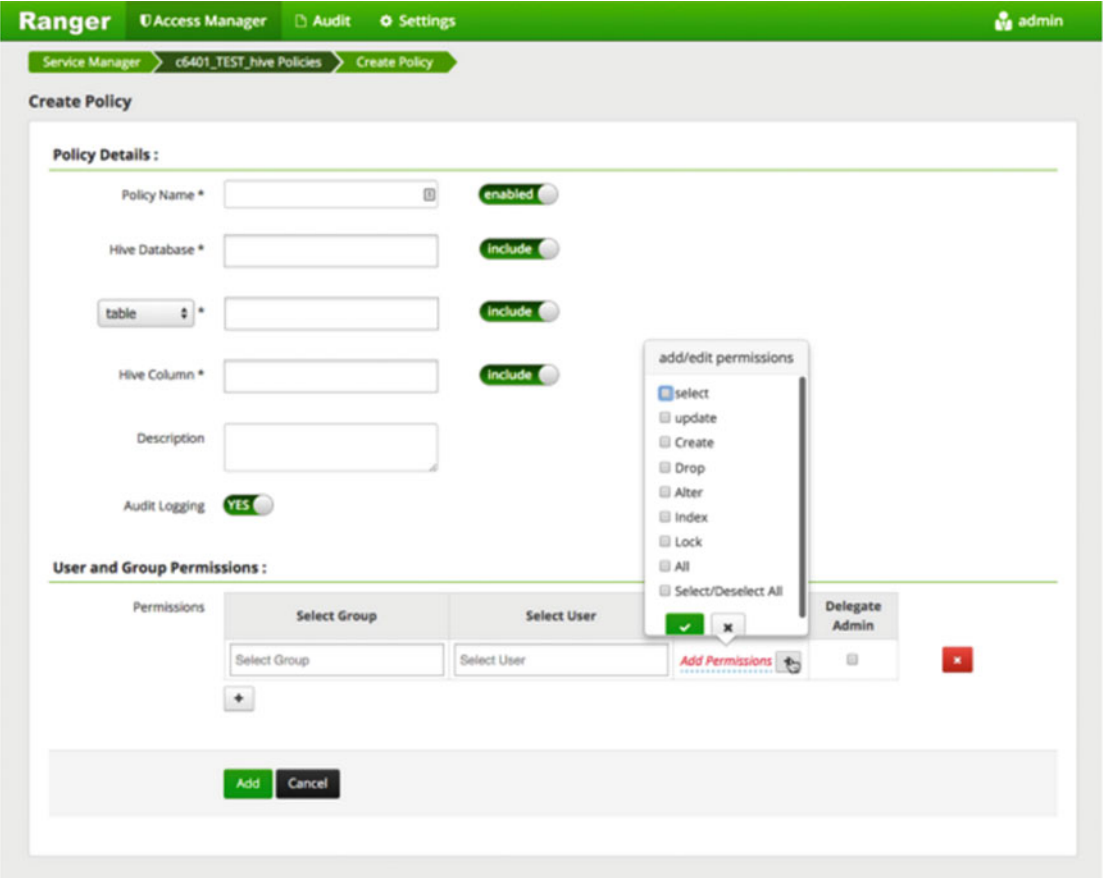 Ranger Access Manager Audit Settings admin
Service Manager c6401_TEST_hive Policies Create Policy
Create Policy
Policy Details :
Policy Name * enabled
Hive Database * include
table * include
Hive Column * include
Description
Audit Logging YES
add/edit permissions
select
update
Create
Drop
Alter
Index
Lock
All
Select/Deselect All
User and Group Permissions :
Permissions Select Group Select User Delegate Admin
Select Group Select User Add Permissions
Add Cancel